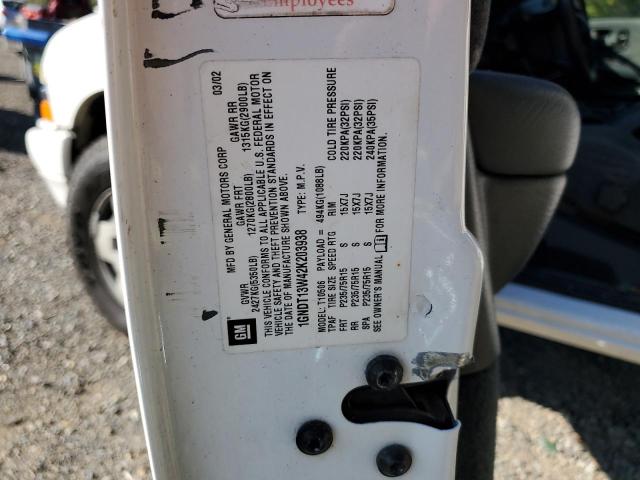 Employees
MFD BY GENERAL MOTORS CORP 03/02
GVWR GAWR FRT GAWR RR
2427KG(5350LB) 1270KG(2800LB) 1315KG(2900LB)
THIS VEHICLE CONFORMS TO ALL APPLICABLE U.S. FEDERAL MOTOR
VEHICLE SAFETY AND THEFT PREVENTION STANDARDS IN EFFECT ON
THE DATE OF MANUFACTURE SHOWN ABOVE.
1GNDT13W42K203938 TYPE: M.P.V.
MODEL: T10506 PAYLOAD = 494KG(1088LB)
TPAF TIRE SIZE SPEED RTG RIM COLD TIRE PRESSURE
FRT P235/75R15 S 15X7J 220KPA(32PSI)
RR P235/75R15 S 15X7J 220KPA(32PSI)
SPA P235/75R15 S 15X7J 240KPA(35PSI)
SEE OWNER'S MANUAL FOR MORE INFORMATION.
GM